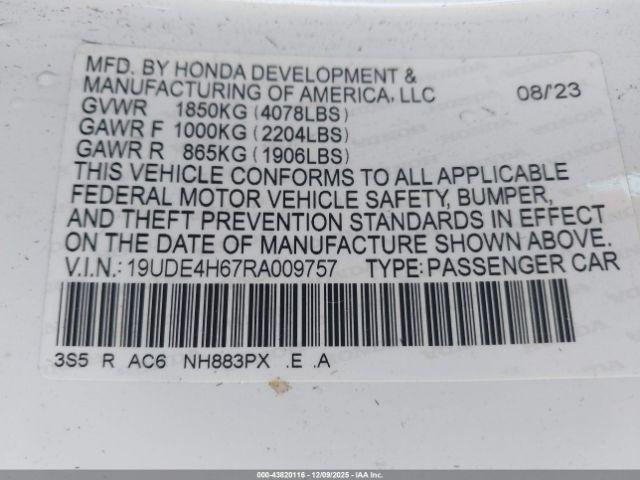 MFD. BY HONDA DEVELOPMENT &
MANUFACTURING OF AMERICA, LLC 08/'23
GVWR 1850KG (4078LBS)
GAWR F 1000KG (2204LBS)
GAWR R 865KG (1906LBS)
THIS VEHICLE CONFORMS TO ALL APPLICABLE
FEDERAL MOTOR VEHICLE SAFETY, BUMPER,
AND THEFT PREVENTION STANDARDS IN EFFECT
ON THE DATE OF MANUFACTURE SHOWN ABOVE.
V.I.N.: 19UDE4H67RA009757 TYPE: PASSENGER CAR
3S5 R AC6 NH883PX .E .A
000-43820116 - 12/09/2025 - IAA Inc.